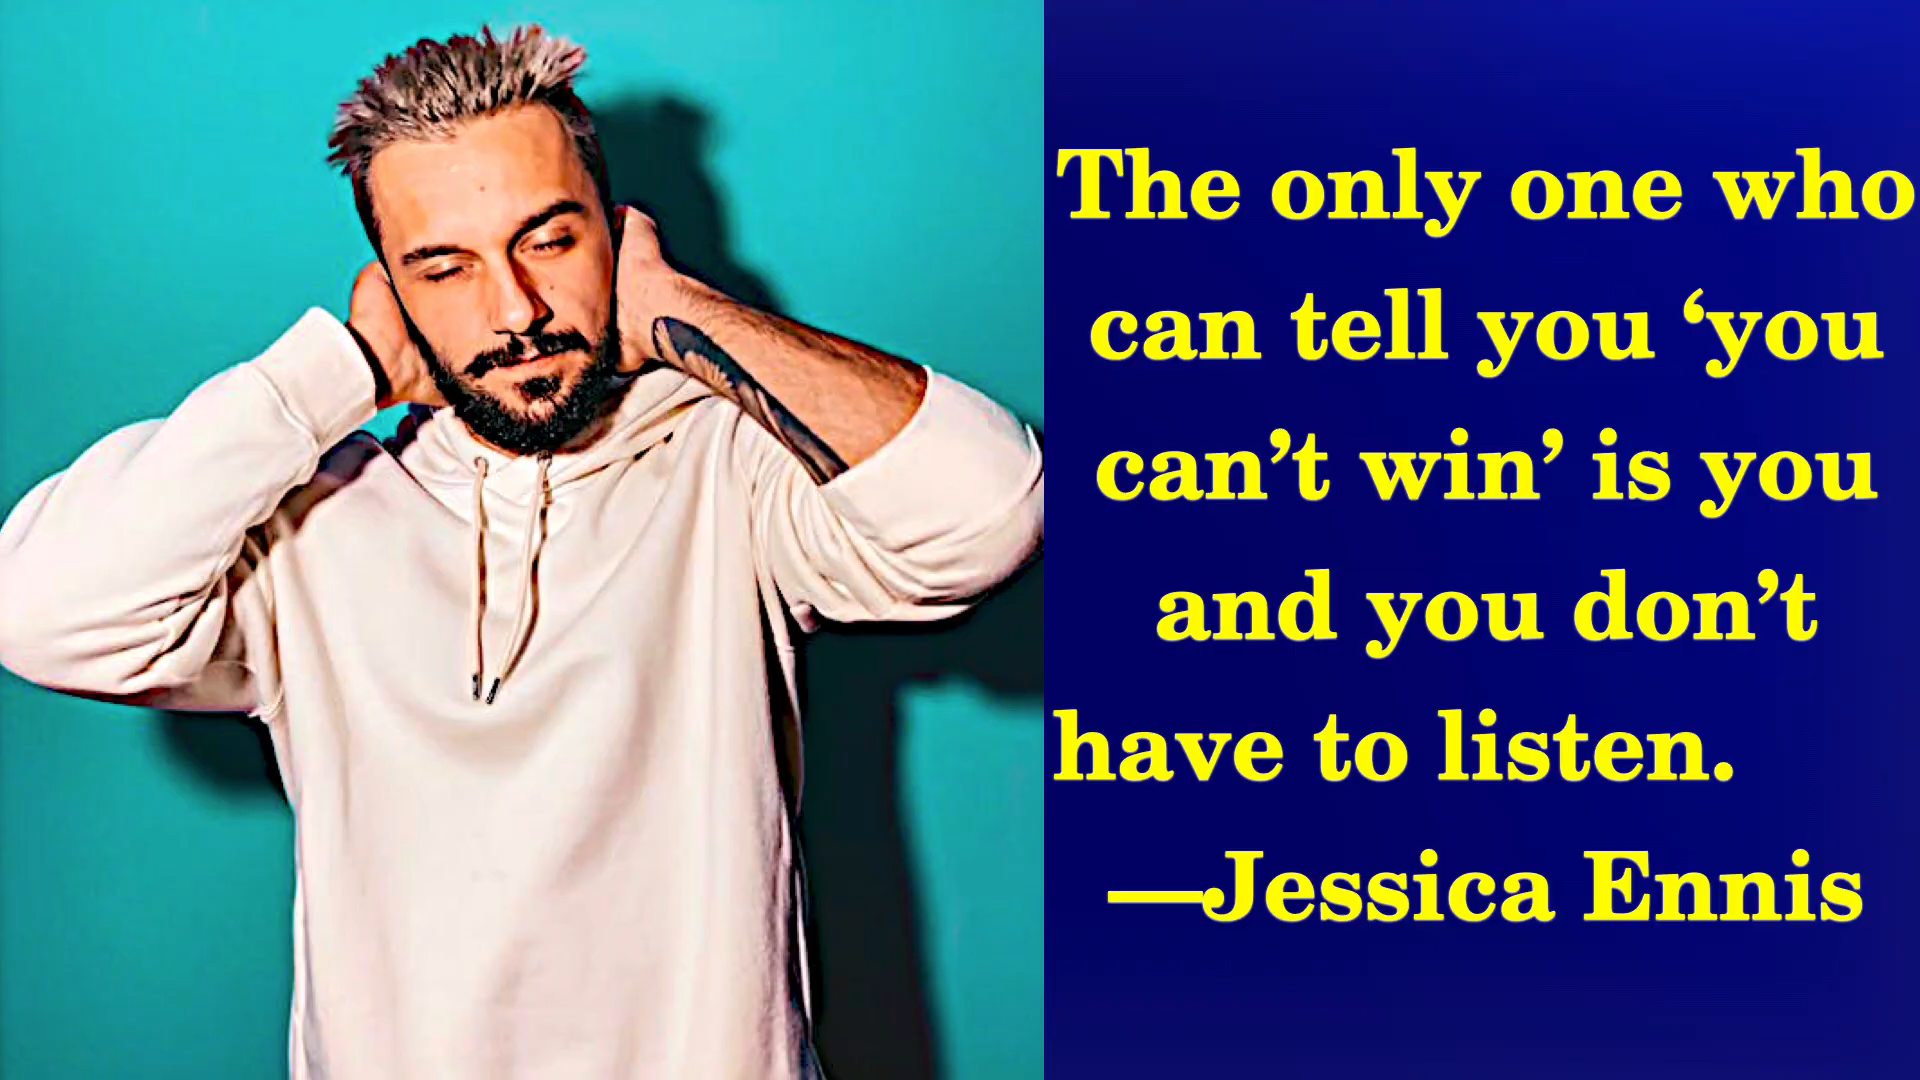 The only one who
can tell you ‘you
can’t win’ is you
and you don’t
have to listen.
—Jessica Ennis